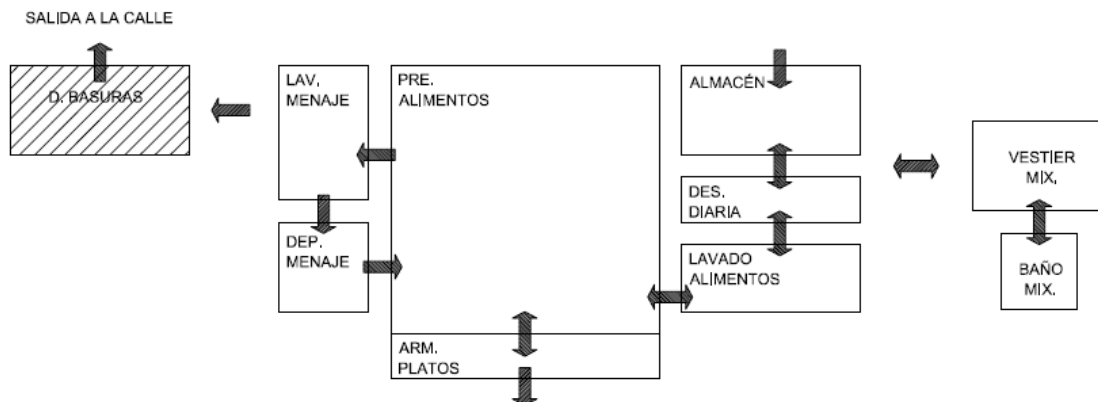 SALIDA A LA CALLE
D. BASURAS
LAV.
MENAJE
PRE.
ALIMENTOS
ALMACÉN
VESTIER
MIX.
DES.
DIARIA
DEP.
MENAJE
LAVADO
ALIMENTOS
BAÑO
MIX.
ARM.
PLATOS